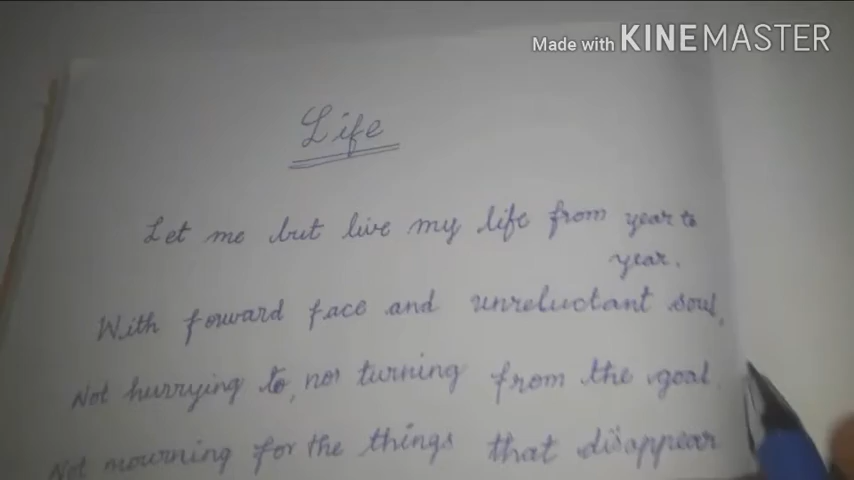 Made with KINEMASTER
Life
Let me but live my life from year to
year.
With forward face and unreluctant soul,
Not hurrying to, nor turning from the goal.
Not mourning for the things that disappear